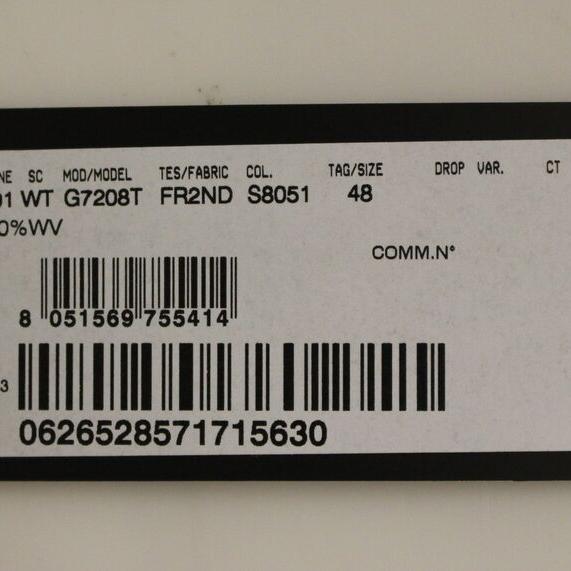 NE SC MOD/MODEL TES/FABRIC COL. TAG/SIZE DROP VAR. CT
01 WT G7208T FR2ND S8051 48
0%WV
COMM.N°
8 051569 755414
3
0626528571715630